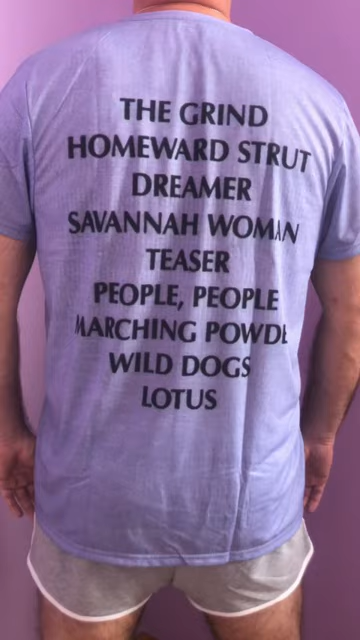 THE GRIND
HOMEWARD STRUT
DREAMER
SAVANNAH WOMAN
TEASER
PEOPLE, PEOPLE
MARCHING POWDE
WILD DOGS
LOTUS